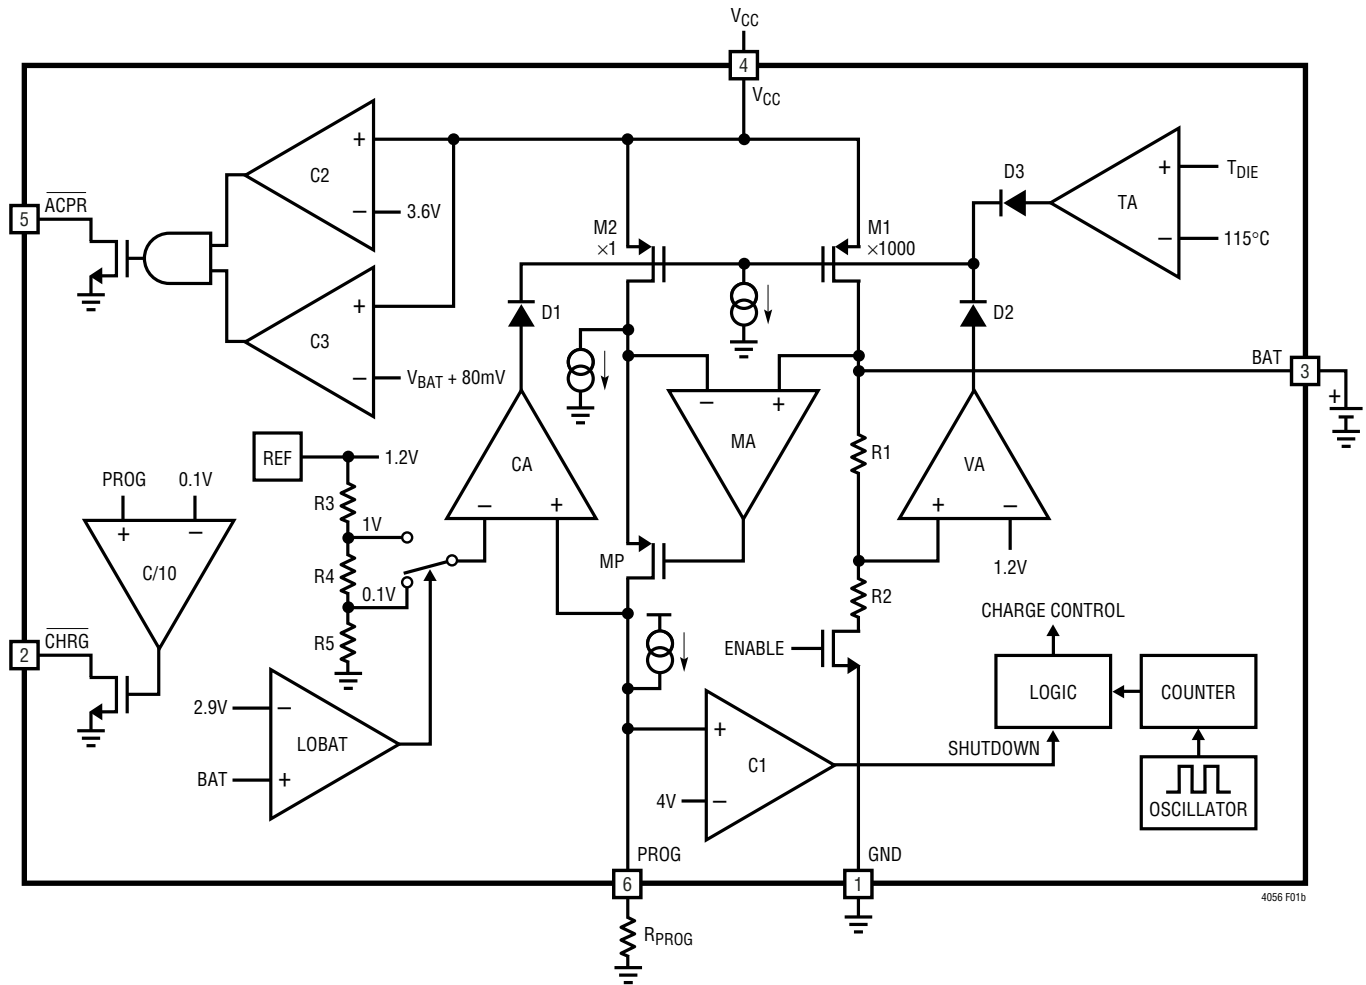 VCC
4
VCC
+
C2
−
3.6V
5
ACPR
M2
×1
M1
×1000
D3
+
TA
−
TDIE
115°C
+
C3
−
VBAT + 80mV
D1
D2
BAT
3
+
−
+
MA
REF
1.2V
R3
1V
R4
0.1V
R5
CA
−
+
R1
VA
+
−
1.2V
PROG
0.1V
+
−
C/10
MP
R2
2
CHRG
ENABLE
CHARGE CONTROL
LOGIC
COUNTER
2.9V
−
LOBAT
BAT
+
+
C1
4V
−
SHUTDOWN
OSCILLATOR
PROG
6
GND
1
RPROG
4056 F01b